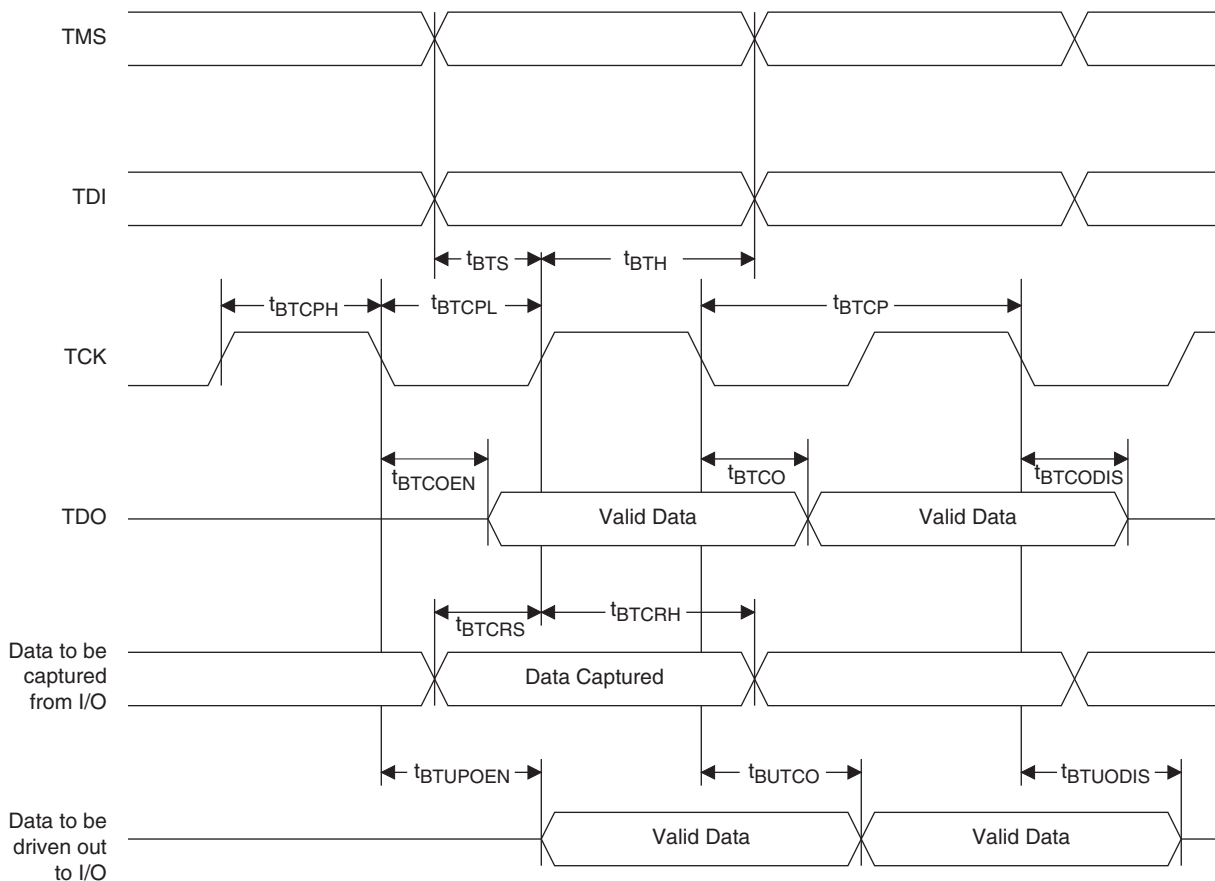 TMS
TDI
tBTS
tBTH
tBTCPH
tBTCPL
tBTCP
TCK
tBTCOEN
tBTCO
tBTCODIS
TDO
Valid Data
Valid Data
tBTCRS
tBTCRH
Data to be
captured
from I/O
Data Captured
tBTUPOEN
tBUTCO
tBTUODIS
Data to be
driven out
to I/O
Valid Data
Valid Data